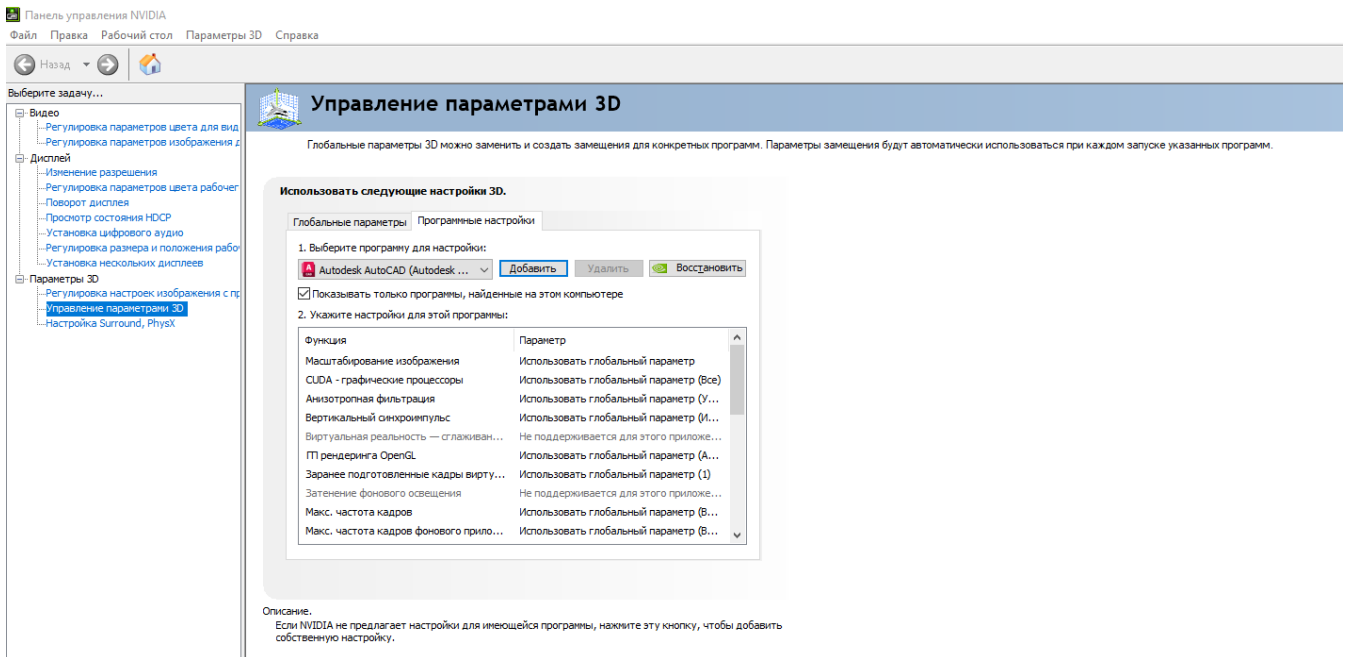 Панель управления NVIDIA
Файл Правка Рабочий стол Параметры 3D Справка
Назад
Выберите задачу...
Видео
Регулировка параметров цвета для вид
Регулировка параметров изображения д
Дисплей
Изменение разрешения
Регулировка параметров цвета рабочег
Поворот дисплея
Просмотр состояния HDCP
Установка цифрового аудио
Регулировка размера и положения рабо
Установка нескольких дисплеев
Параметры 3D
Регулировка настроек изображения с пр
Управление параметрами 3D
Настройка Surround, PhysX
Управление параметрами 3D
Глобальные параметры 3D можно заменить и создать замещения для конкретных программ. Параметры замещения будут автоматически использоваться при каждом запуске указанных программ.
Использовать следующие настройки 3D.
Глобальные параметры Программные настройки
1. Выберите программу для настройки:
Autodesk AutoCAD (Autodesk ... Добавить Удалить Восстановить
Показывать только программы, найденные на этом компьютере
2. Укажите настройки для этой программы:
Функция Параметр
Масштабирование изображения Использовать глобальный параметр
CUDA - графические процессоры Использовать глобальный параметр (Все)
Анизотропная фильтрация Использовать глобальный параметр (У...
Вертикальный синхроимпульс Использовать глобальный параметр (И...
Виртуальная реальность — сглаживан... Не поддерживается для этого приложе...
ГП рендеринга OpenGL Использовать глобальный параметр (А...
Заранее подготовленные кадры вирту... Использовать глобальный параметр (1)
Затенение фонового освещения Не поддерживается для этого приложе...
Макс. частота кадров Использовать глобальный параметр (В...
Макс. частота кадров фонового прило... Использовать глобальный параметр (В...
Описание.
Если NVIDIA не предлагает настройки для имеющейся программы, нажмите эту кнопку, чтобы добавить
собственную настройку.